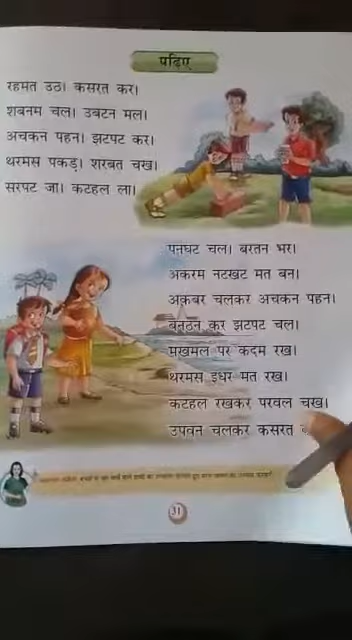 पढ़िए
रहमत उठ। कसरत कर।
शबनम चल। उबटन मल।
अचकन पहन। झटपट कर।
थरमस पकड़। शरबत चख।
सरपट जा। कटहल ला।
पनघट चल। बरतन भर।
अकरम नटखट मत बन।
अकबर चलकर अचकन पहन।
बनठन कर झटपट चल।
मखमल पर कदम रख।
थरमस इधर मत रख।
कटहल रखकर परवल चख।
उपवन चलकर कसरत
31